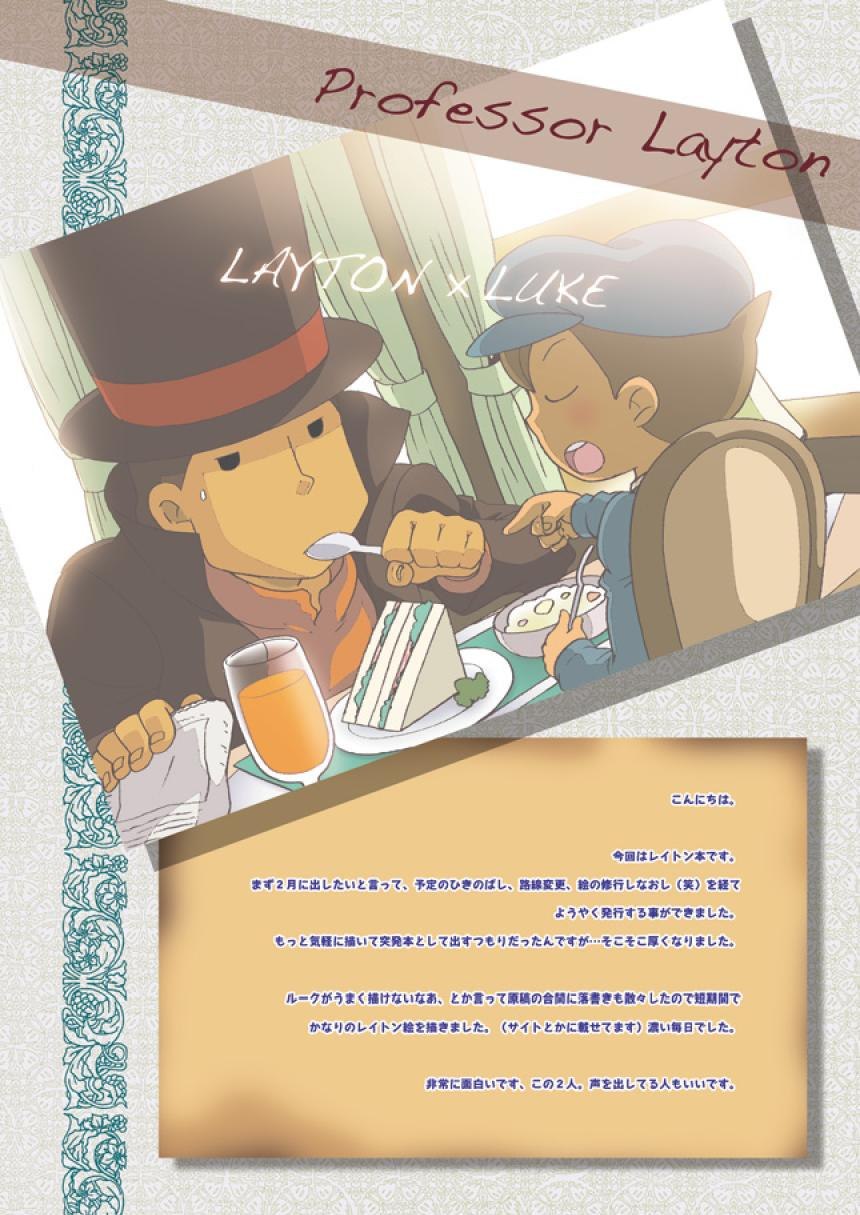 Professor Layton
LAYTON x LUKE
こんにちは。
今回はレイトン本です。
まず2月に出したいと言って、予定のひきのばし、路線変更、絵の修行しなおし(笑)を経て
ようやく発行する事ができました。
もっと気軽に描いて突発本として出すつもりだったんですが…そこそこ厚くなりました。
ルークがうまく描けないなあ、とか言って原稿の合間に落書きも散々したので短期間で
かなりのレイトン絵を描きました。(サイトとかに載せてます)濃い毎日でした。
非常に面白いです、この2人。声を出してる人もいいです。